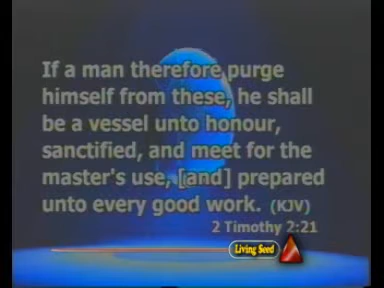 If a man therefore purge
himself from these, he shall
be a vessel unto honour,
sanctified, and meet for the
master's use, [and] prepared
unto every good work. (KJV)
2 Timothy 2:21
Living Seed